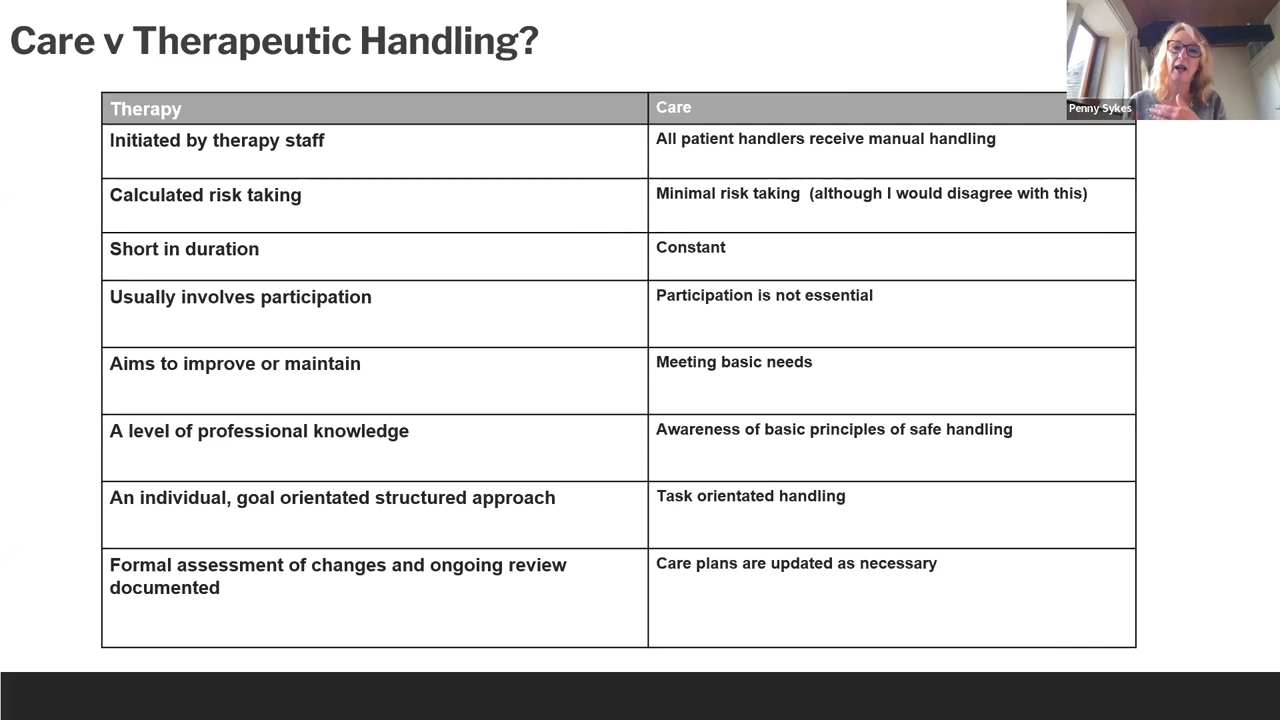 Care v Therapeutic Handling?
Penny Sykes
Therapy
Care
Initiated by therapy staff
All patient handlers receive manual handling
Calculated risk taking
Minimal risk taking  (although I would disagree with this)
Short in duration
Constant
Usually involves participation
Participation is not essential
Aims to improve or maintain
Meeting basic needs
A level of professional knowledge
Awareness of basic principles of safe handling
An individual, goal orientated structured approach
Task orientated handling
Formal assessment of changes and ongoing review
documented
Care plans are updated as necessary